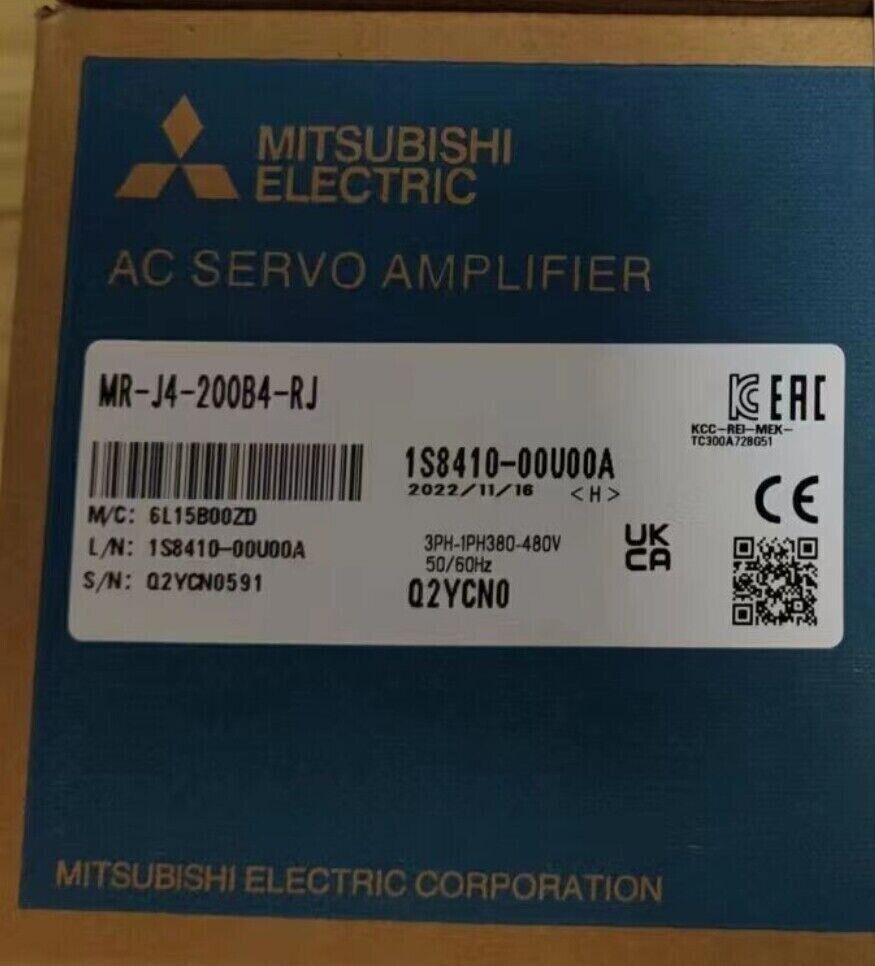 MITSUBISHI
ELECTRIC
AC SERVO AMPLIFIER
MR-J4-200B4-RJ
EAC
KCC-REI-MEK-
TC300A728G51
1S8410-00U00A
2022/11/16 <H>
CE
M/C: 6L15B00ZD
L/N: 1S8410-00U00A
S/N: Q2YCN0591
3PH-1PH380-480V
50/60Hz
Q2YCN0
UK
CA
MITSUBISHI ELECTRIC CORPORATION